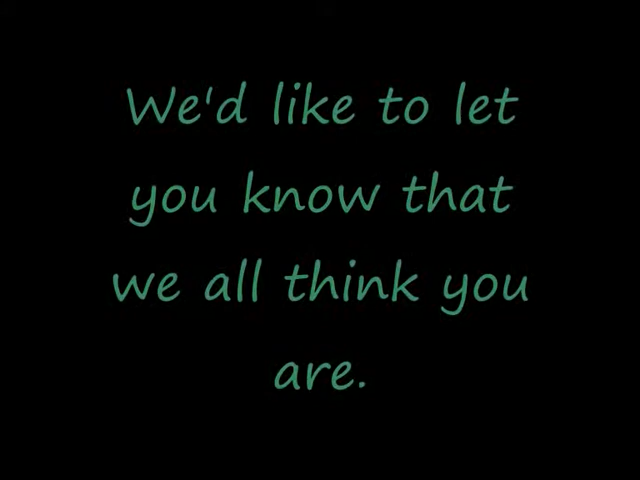 We'd like to let
you know that
we all think you
are.